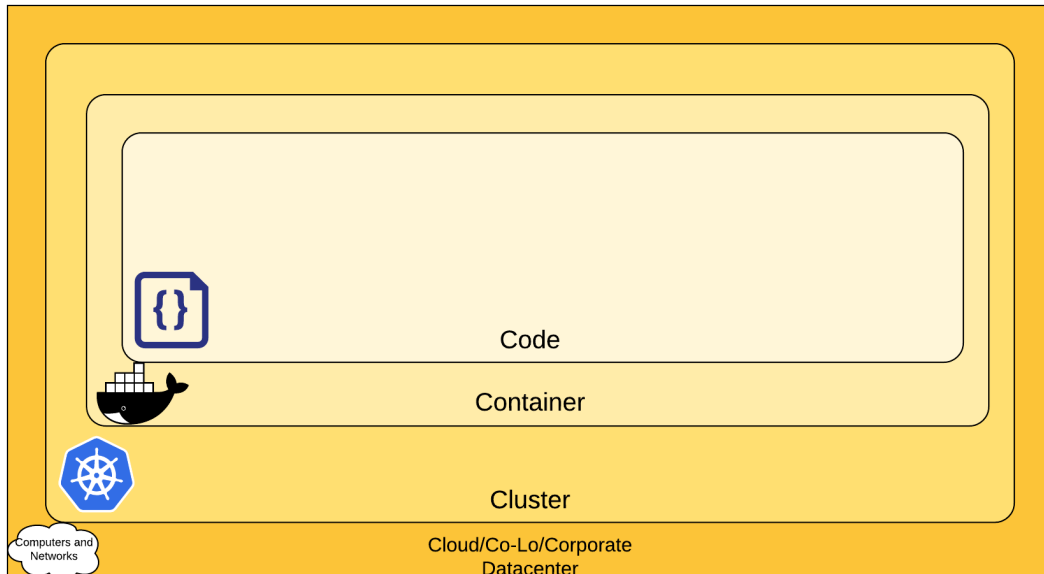 {}
Code
Container
Cluster
Computers and
Networks
Cloud/Co-Lo/Corporate
Datacenter